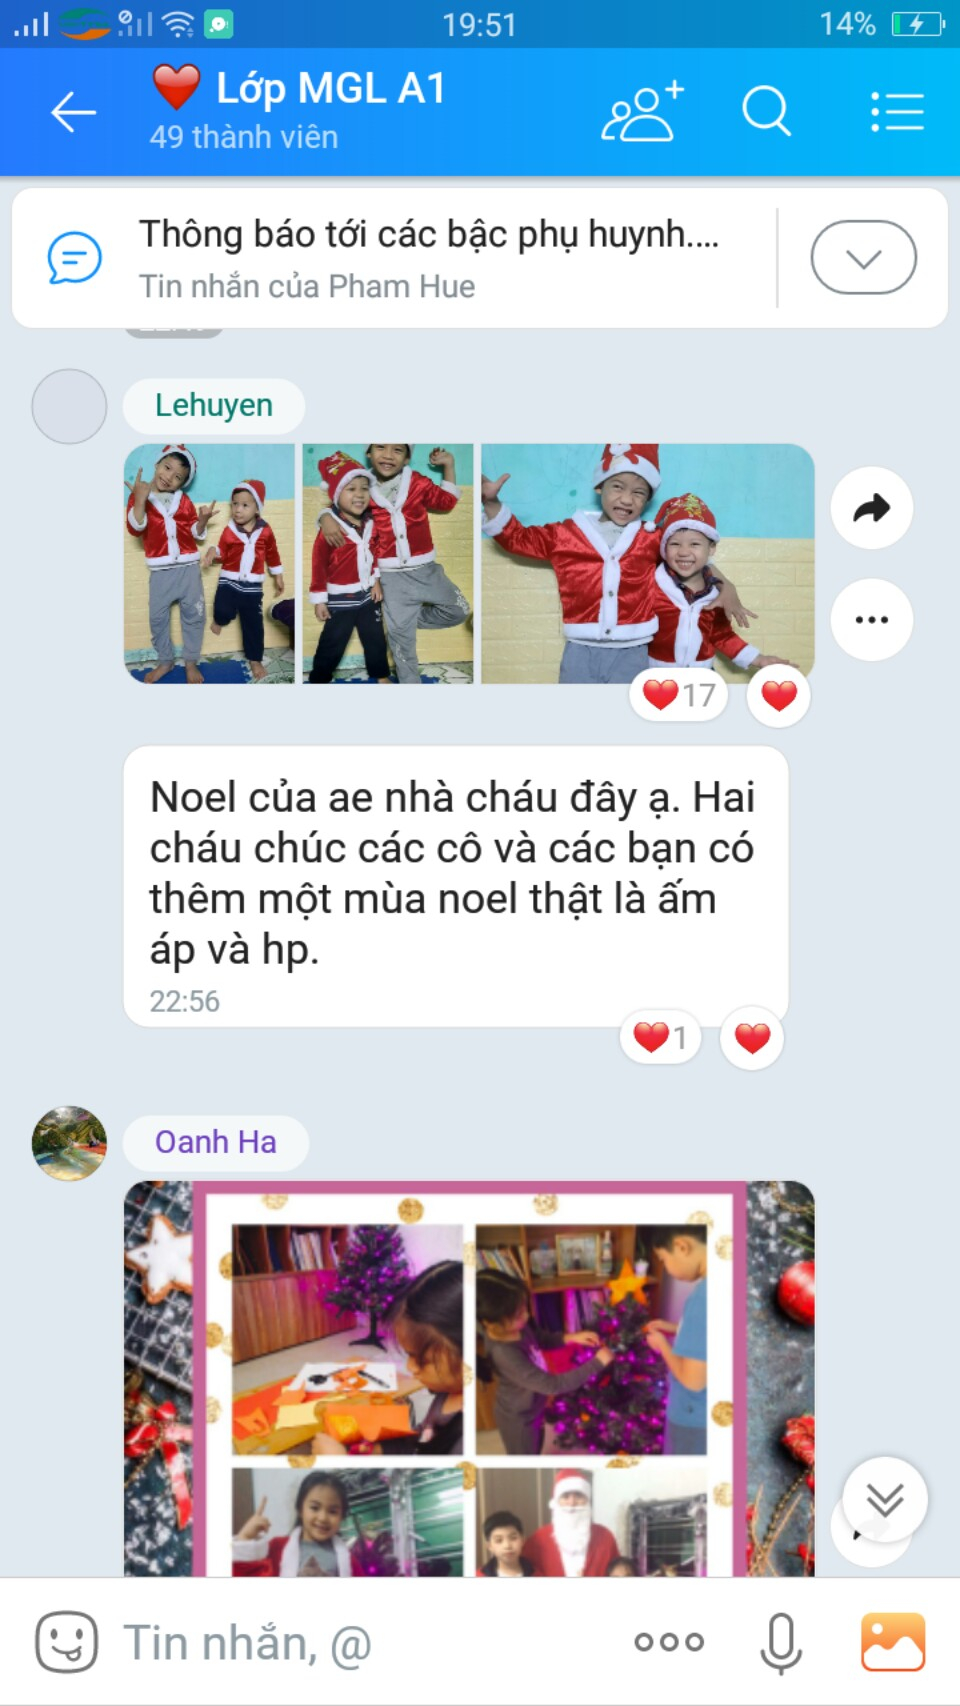 19:51
14%
Lớp MGL A1
49 thành viên
Thông báo tới các bậc phụ huynh....
Tin nhắn của Pham Hue
Lehuyen
17
Noel của ae nhà cháu đây ạ. Hai
cháu chúc các cô và các bạn có
thêm một mùa noel thật là ấm
áp và hp.
22:56
1
Oanh Ha
Tin nhắn, @